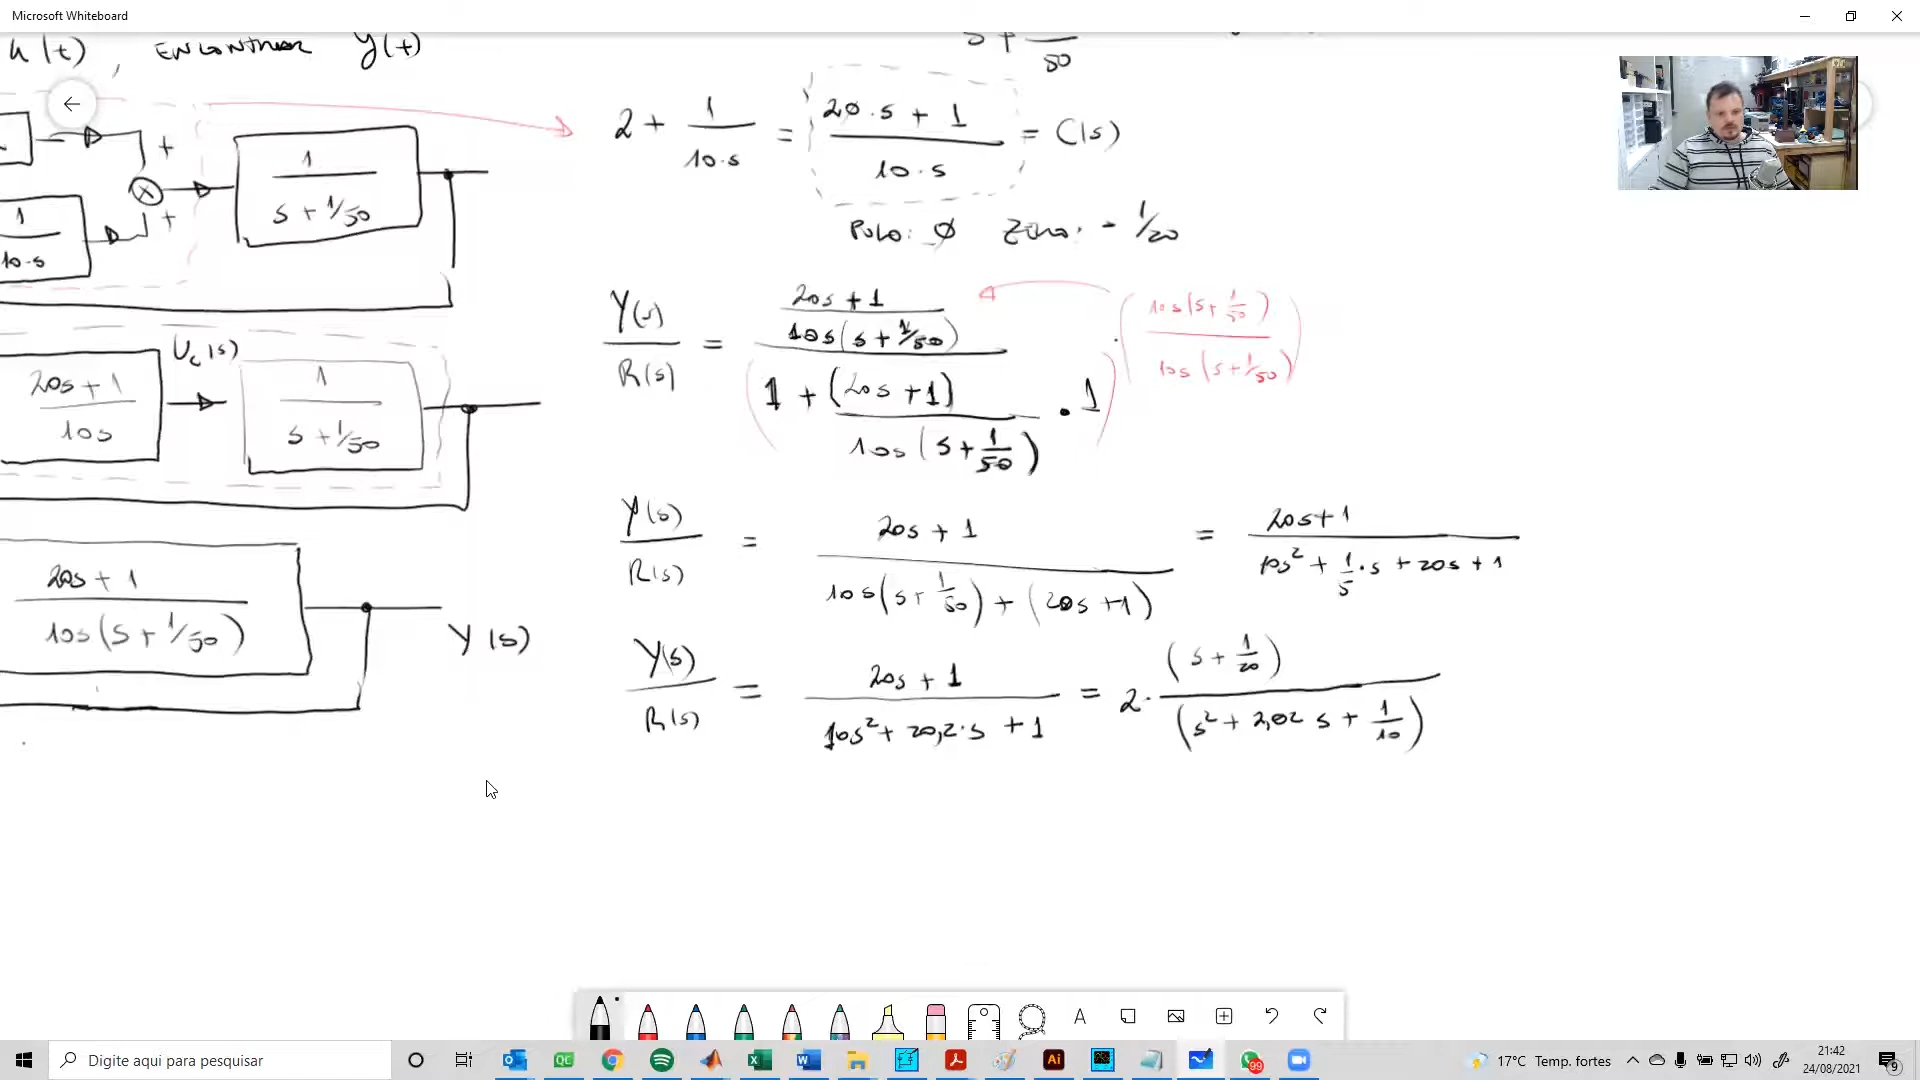 Microsoft Whiteboard
u(t), ENCONTRAR y(t)
s + /50
2 + 1/(10·s) = (20·s + 1)/(10·s) = C(s)
POLO: Ø ZERO: - 1/20
+
+
1/(s + 1/50)
1/(10·s)
Y(s)/R(s) = ((20s + 1)/(10s(s + 1/50)))/(1 + (20s + 1)/(10s(s + 1/50)) · 1) · (10s(s + 1/50)/10s(s + 1/50))
Uc(s)
(20s + 1)/(10s)
1/(s + 1/50)
Y(s)/R(s) = (20s + 1)/(10s(s + 1/50) + (20s + 1)) = (20s + 1)/(10s² + 1/5·s + 20s + 1)
(20s + 1)/(10s(s + 1/50))
Y(s)
Y(s)/R(s) = (20s + 1)/(10s² + 20,2·s + 1) = 2·(s + 1/20)/(s² + 2,02 s + 1/10)
Digite aqui para pesquisar
17°C Temp. fortes
21:42
24/08/2021